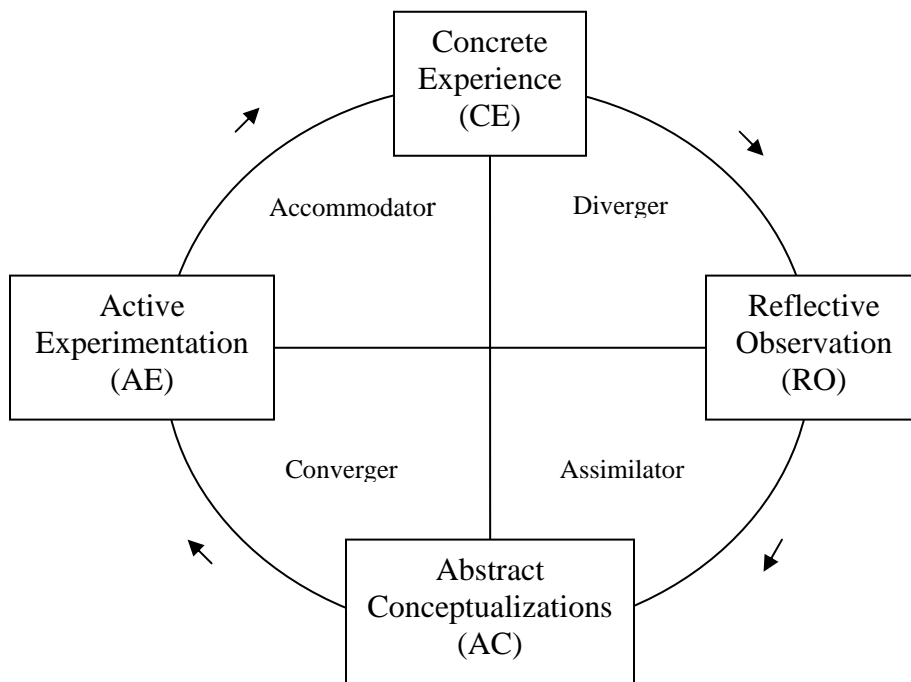 Concrete
Experience
(CE)
Accommodator
Diverger
Active
Experimentation
(AE)
Reflective
Observation
(RO)
Converger
Assimilator
Abstract
Conceptualizations
(AC)